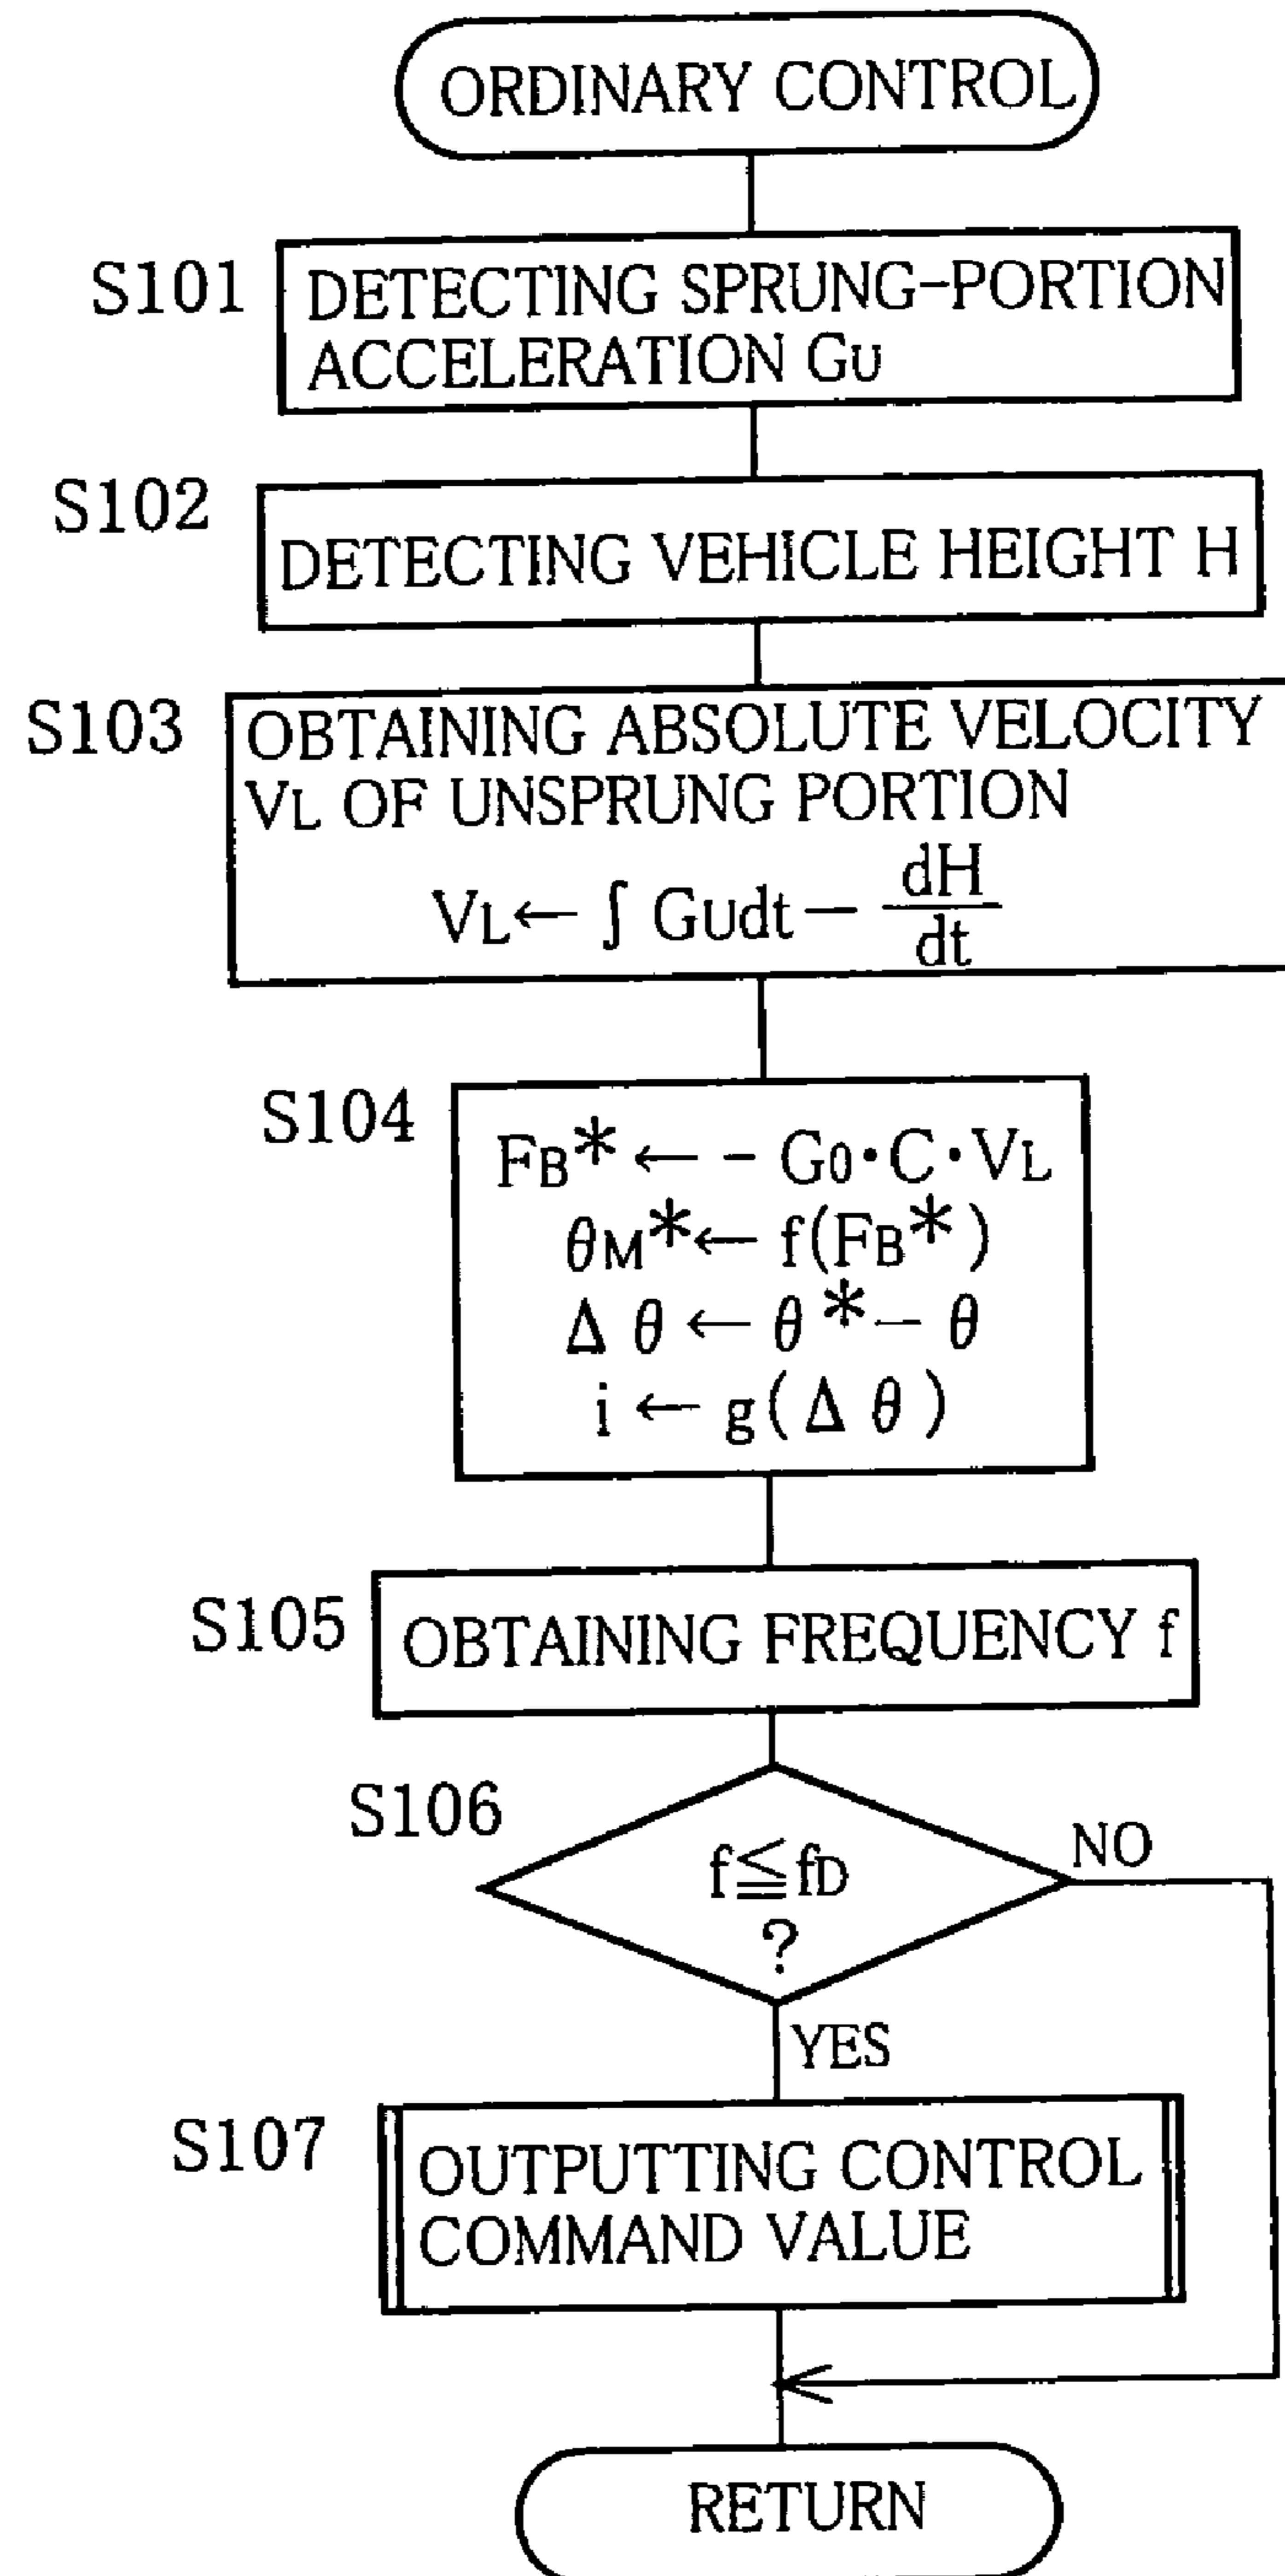 ORDINARY CONTROL
S101
DETECTING SPRUNG-PORTION
ACCELERATION GU
S102
DETECTING VEHICLE HEIGHT H
S103
OBTAINING ABSOLUTE VELOCITY
VL OF UNSPRUNG PORTION
VL← ∫ GUdt − dH/dt
S104
FB*← − G0・C・VL
θM*← f(FB*)
Δ θ ← θ* − θ
i ← g( Δ θ )
S105
OBTAINING FREQUENCY f
S106
f≦fD
?
NO
YES
S107
OUTPUTTING CONTROL
COMMAND VALUE
RETURN